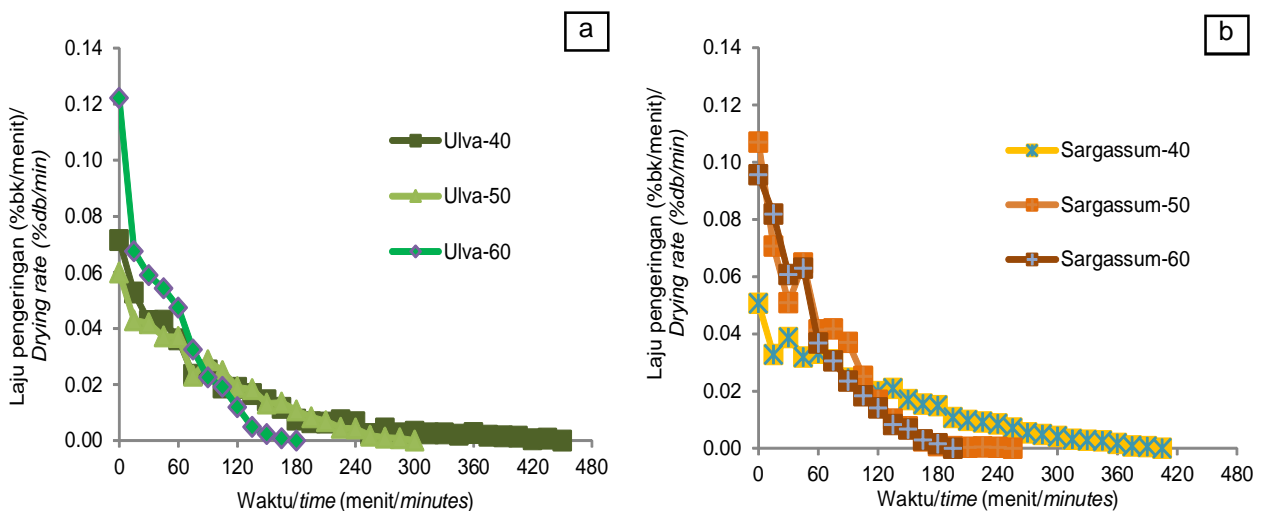 a
Laju pengeringan (%bk/menit)/
Drying rate (%db/min)
0.14
0.12
0.10
0.08
0.06
0.04
0.02
0.00
0 60 120 180 240 300 360 420 480
Waktu/time (menit/minutes)
Ulva-40
Ulva-50
Ulva-60
b
Laju pengeringan (%bk/menit)/
Drying rate (%db/min)
0.14
0.12
0.10
0.08
0.06
0.04
0.02
0.00
0 60 120 180 240 300 360 420 480
Waktu/time (menit/minutes)
Sargassum-40
Sargassum-50
Sargassum-60